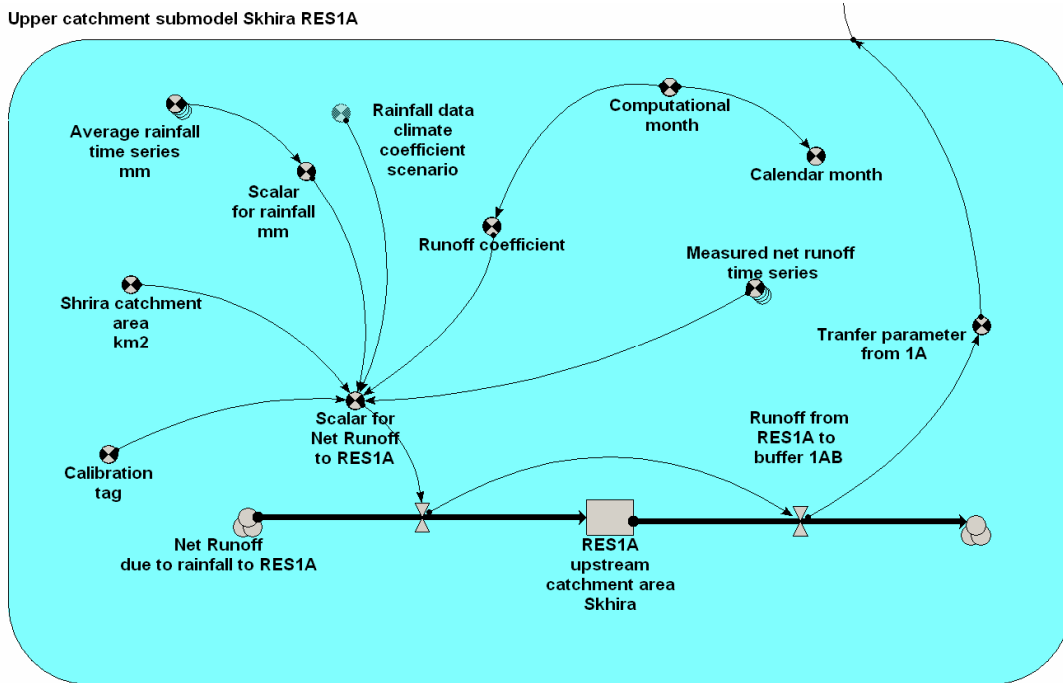 Upper catchment submodel Skhira RES1A
Average rainfall
time series
mm
Scalar
for rainfall
mm
Rainfall data
climate
coefficient
scenario
Computational
month
Calendar month
Runoff coefficient
Measured net runoff
time series
Shrira catchment
area
km2
Tranfer parameter
from 1A
Scalar for
Net Runoff
to RES1A
Runoff from
RES1A to
buffer 1AB
Calibration
tag
Net Runoff
due to rainfall to RES1A
RES1A
upstream
catchment area
Skhira